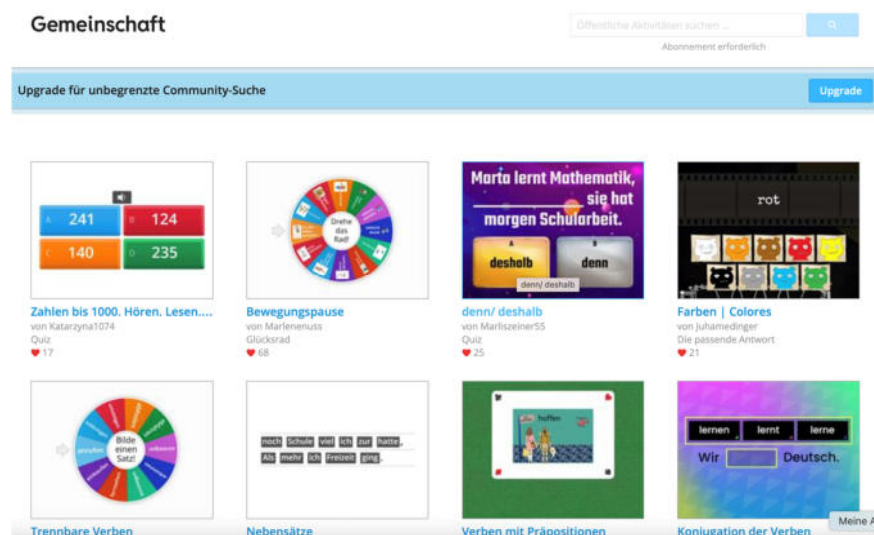 Gemeinschaft
Öffentliche Aktivitäten suchen ...
Abonnement erforderlich
Upgrade für unbegrenzte Community-Suche
Upgrade
A 241
B 124
C 140
D 235
Zahlen bis 1000. Hören. Lesen....
von Katarzyna1074
Quiz
17
Drehe
das
Rad!
Bewegungspause
von Marlenenuss
Glücksrad
68
Marta lernt Mathematik,
sie hat
morgen Schularbeit.
A
deshalb
B
denn
denn/ deshalb
denn/ deshalb
von Marliszeiner55
Quiz
25
rot
Farben | Colores
von Juhamedinger
Die passende Antwort
21
Bilde
einen
Satz!
Trennbare Verben
noch Schule viel ich zur hatte,
Als mehr ich Freizeit ging.
Nebensätze
hoffen
Verben mit Präpositionen
lernen lernt lerne
Wir Deutsch.
Konjugation der Verben
Meine A